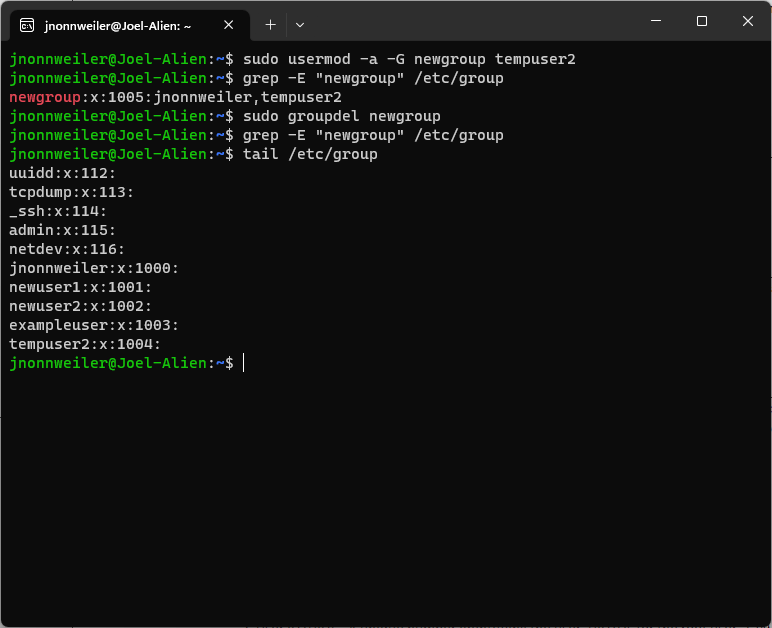 jnonnweiler@Joel-Alien: ~
jnonnweiler@Joel-Alien:~$ sudo usermod -a -G newgroup tempuser2
jnonnweiler@Joel-Alien:~$ grep -E "newgroup" /etc/group
newgroup:x:1005:jnonnweiler,tempuser2
jnonnweiler@Joel-Alien:~$ sudo groupdel newgroup
jnonnweiler@Joel-Alien:~$ grep -E "newgroup" /etc/group
jnonnweiler@Joel-Alien:~$ tail /etc/group
uuidd:x:112:
tcpdump:x:113:
_ssh:x:114:
admin:x:115:
netdev:x:116:
jnonnweiler:x:1000:
newuser1:x:1001:
newuser2:x:1002:
exampleuser:x:1003:
tempuser2:x:1004:
jnonnweiler@Joel-Alien:~$